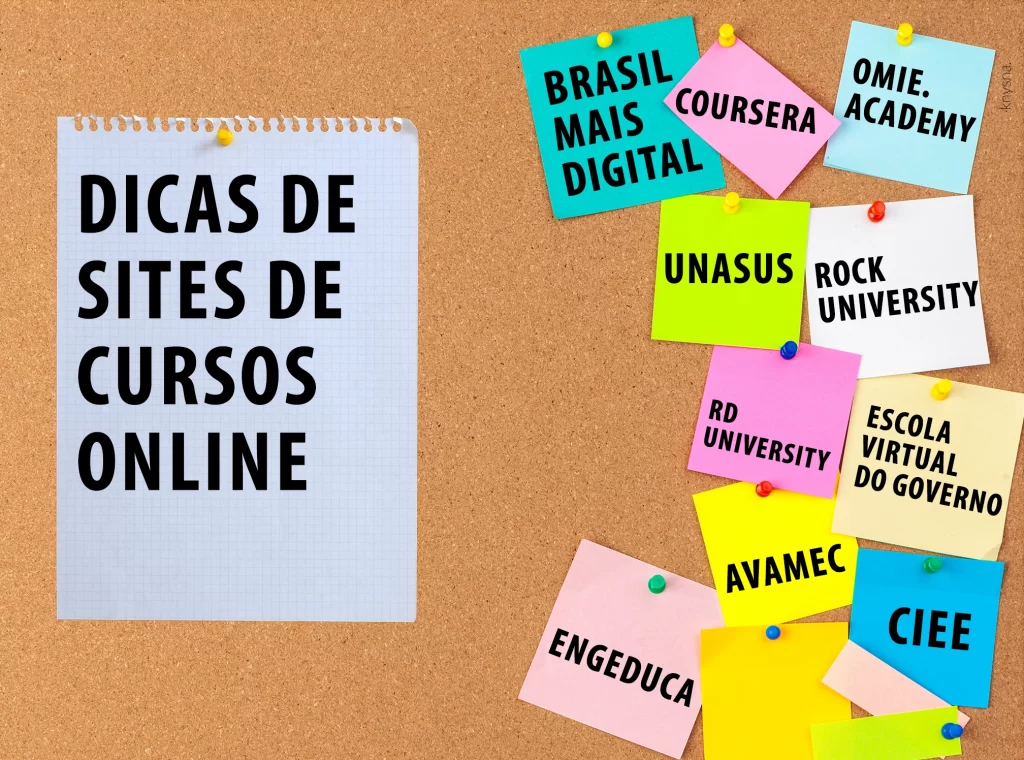 DICAS DE
SITES DE
CURSOS
ONLINE
BRASIL
MAIS
DIGITAL
COURSERA
OMIE.
ACADEMY
UNASUS
ROCK
UNIVERSITY
RD
UNIVERSITY
ESCOLA
VIRTUAL
DO GOVERNO
AVAMEC
CIEE
ENGEDUCA
knysna.